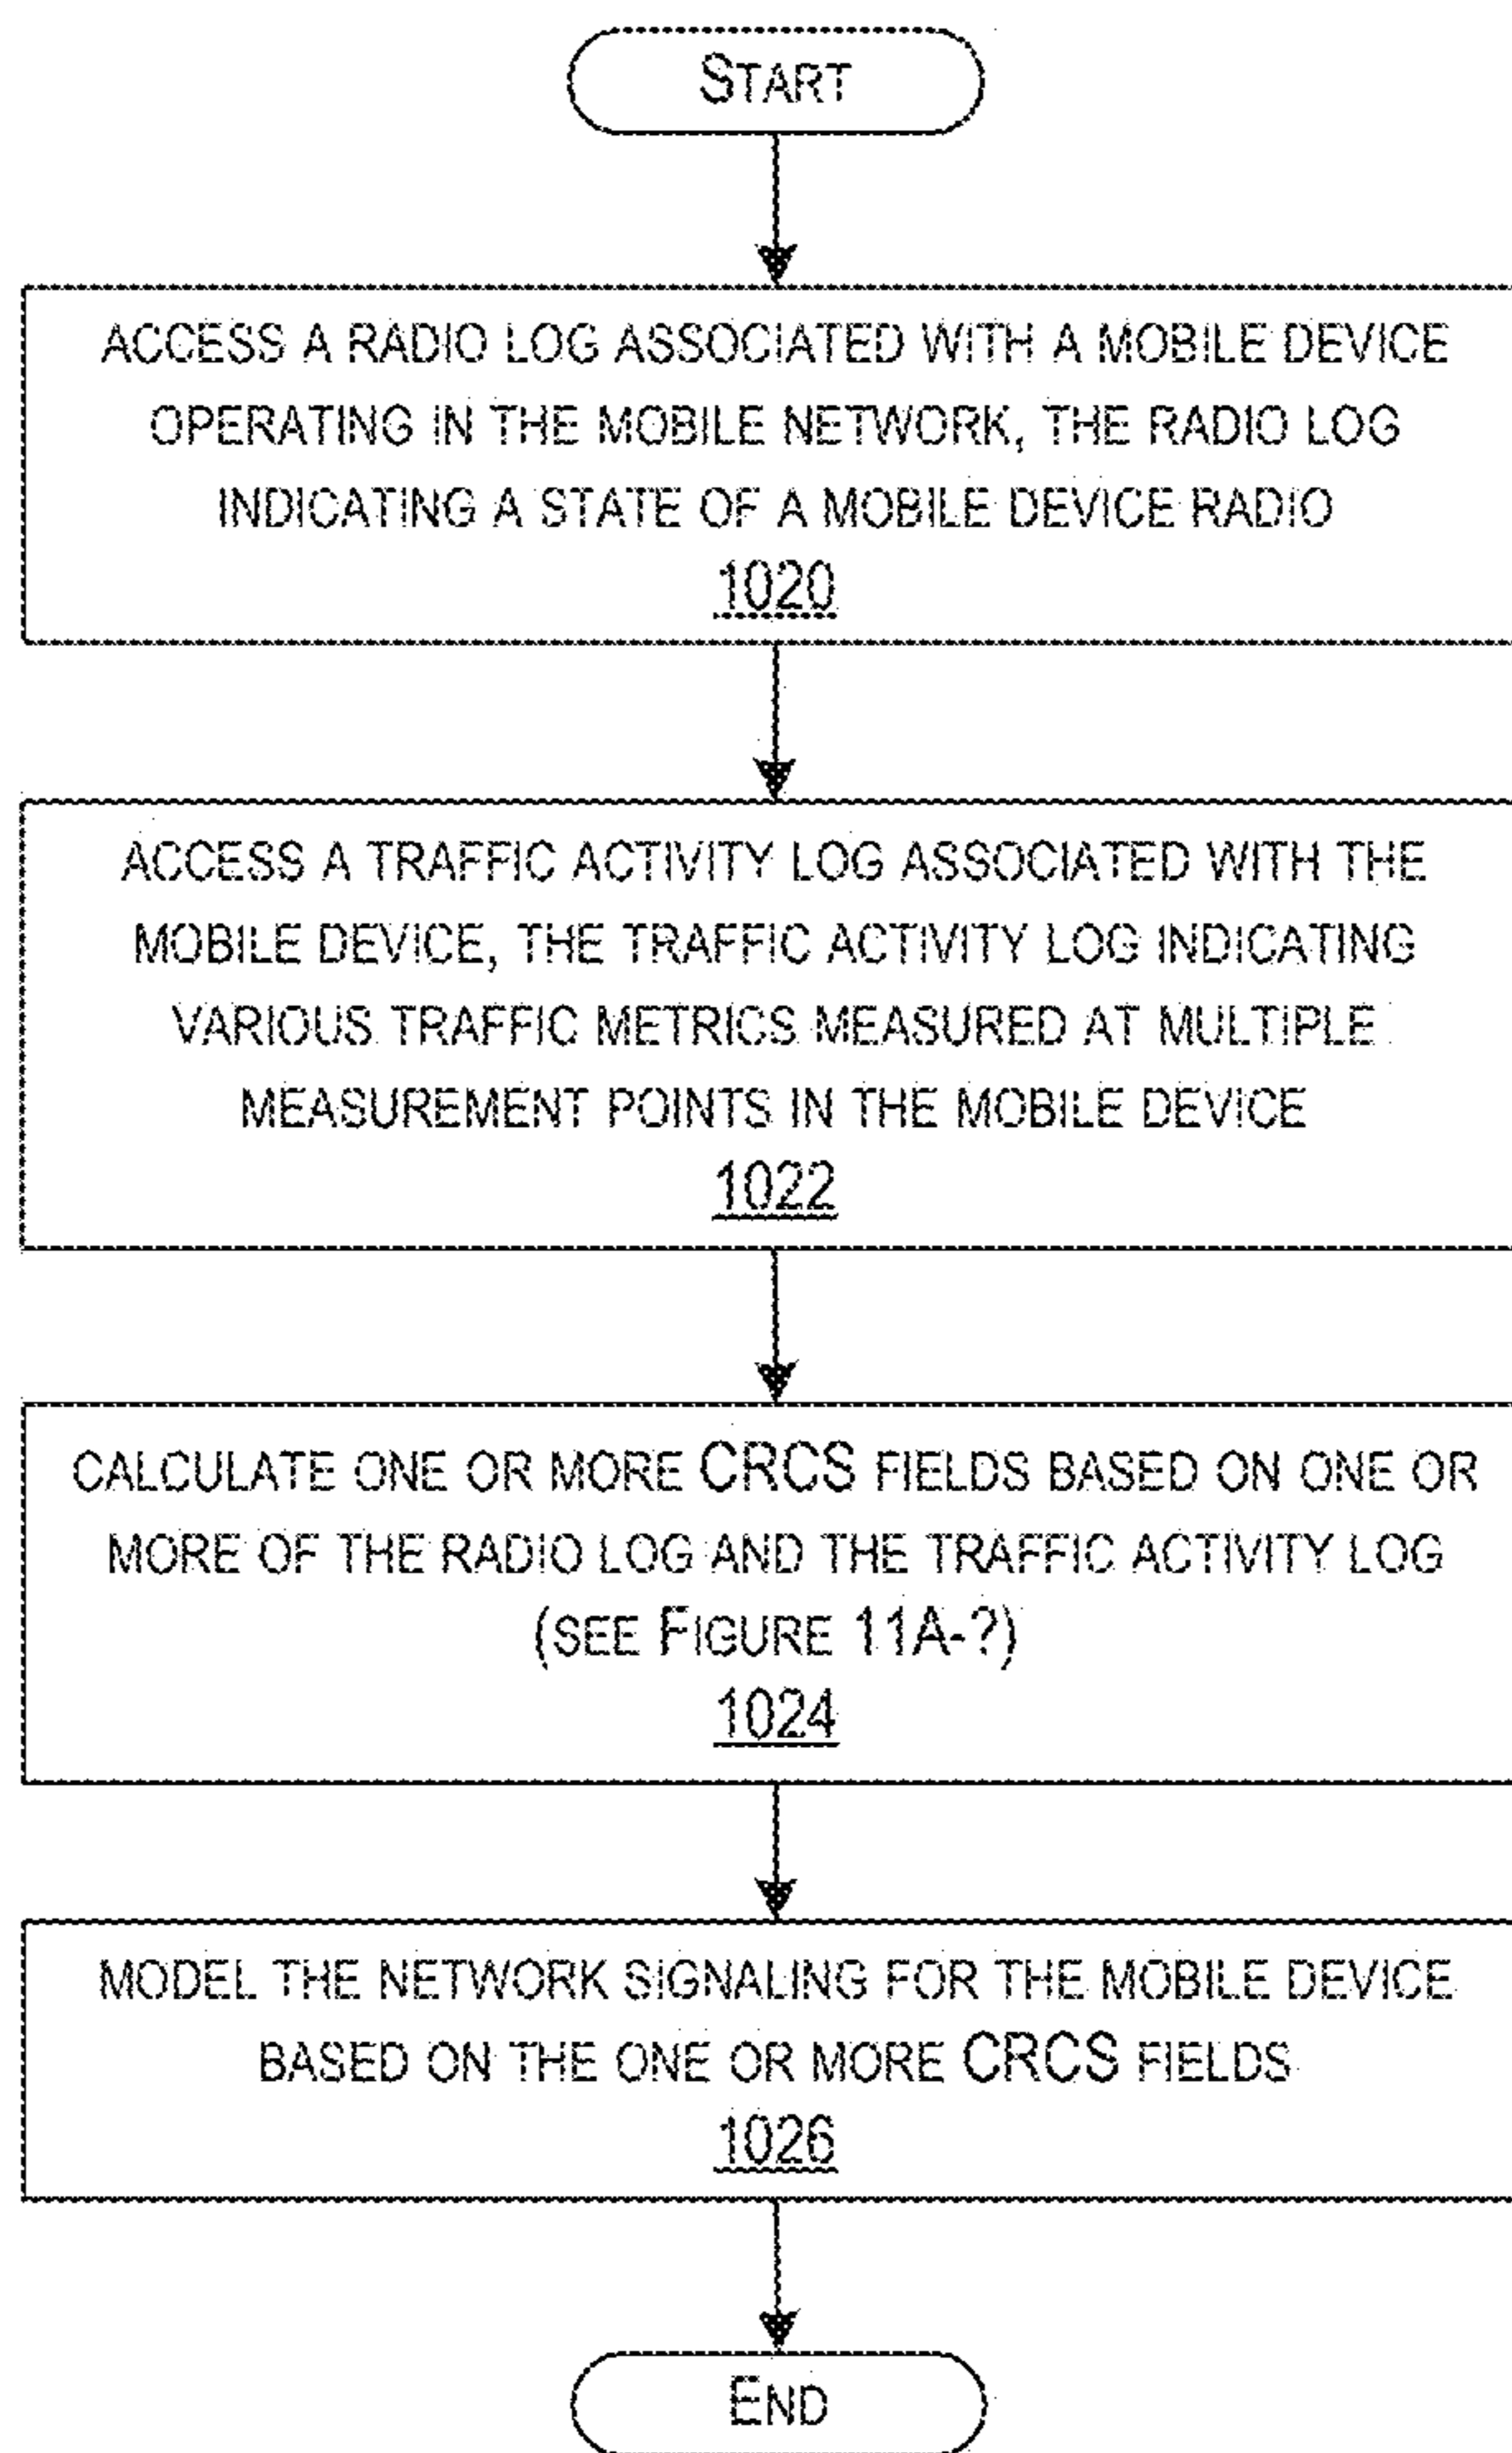 START
ACCESS A RADIO LOG ASSOCIATED WITH A MOBILE DEVICE
OPERATING IN THE MOBILE NETWORK, THE RADIO LOG
INDICATING A STATE OF A MOBILE DEVICE RADIO
1020
ACCESS A TRAFFIC ACTIVITY LOG ASSOCIATED WITH THE
MOBILE DEVICE, THE TRAFFIC ACTIVITY LOG INDICATING
VARIOUS TRAFFIC METRICS MEASURED AT MULTIPLE
MEASUREMENT POINTS IN THE MOBILE DEVICE
1022
CALCULATE ONE OR MORE CRCS FIELDS BASED ON ONE OR
MORE OF THE RADIO LOG AND THE TRAFFIC ACTIVITY LOG
(SEE FIGURE 11A-?)
1024
MODEL THE NETWORK SIGNALING FOR THE MOBILE DEVICE
BASED ON THE ONE OR MORE CRCS FIELDS
1026
END